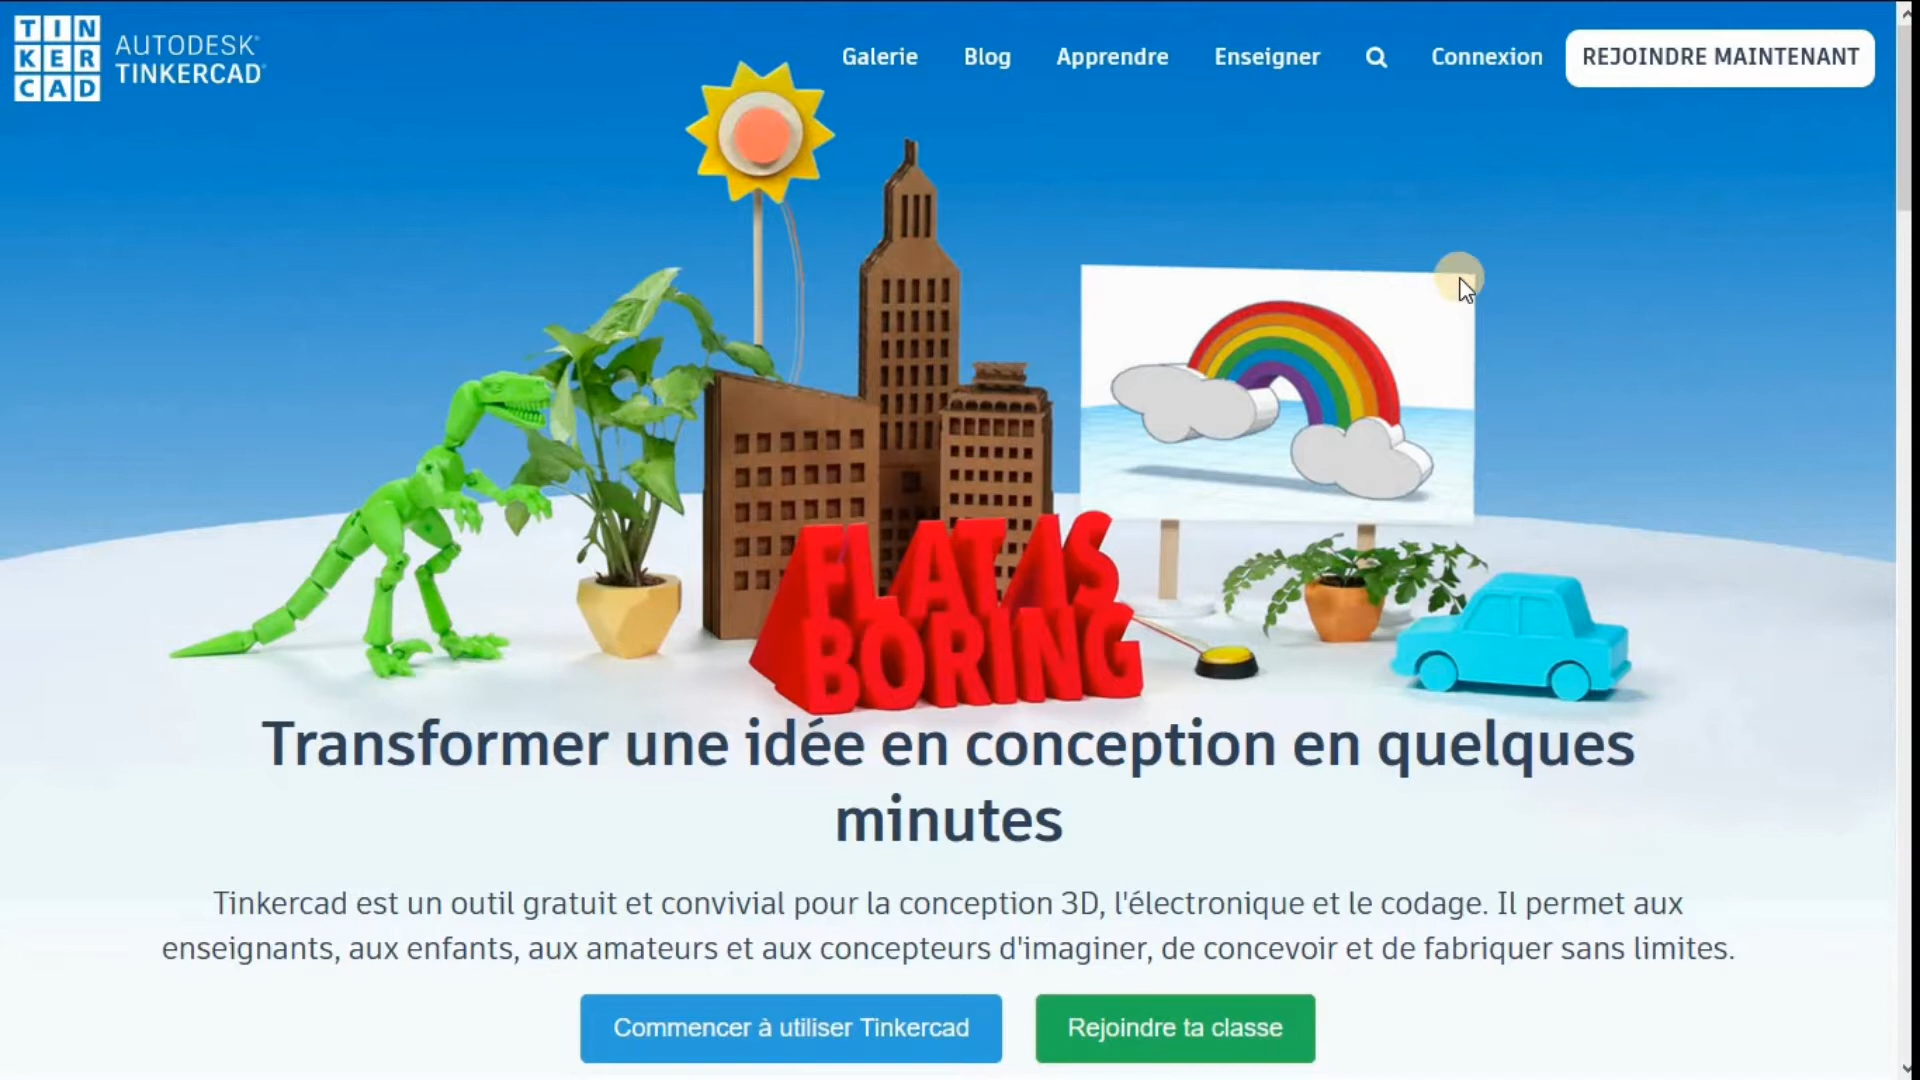 TIN
KER
CAD
AUTODESK®
TINKERCAD®
Galerie Blog Apprendre Enseigner Connexion REJOINDRE MAINTENANT
FLAT IS
BORING
Transformer une idée en conception en quelques
minutes
Tinkercad est un outil gratuit et convivial pour la conception 3D, l'électronique et le codage. Il permet aux
enseignants, aux enfants, aux amateurs et aux concepteurs d'imaginer, de concevoir et de fabriquer sans limites.
Commencer à utiliser Tinkercad Rejoindre ta classe